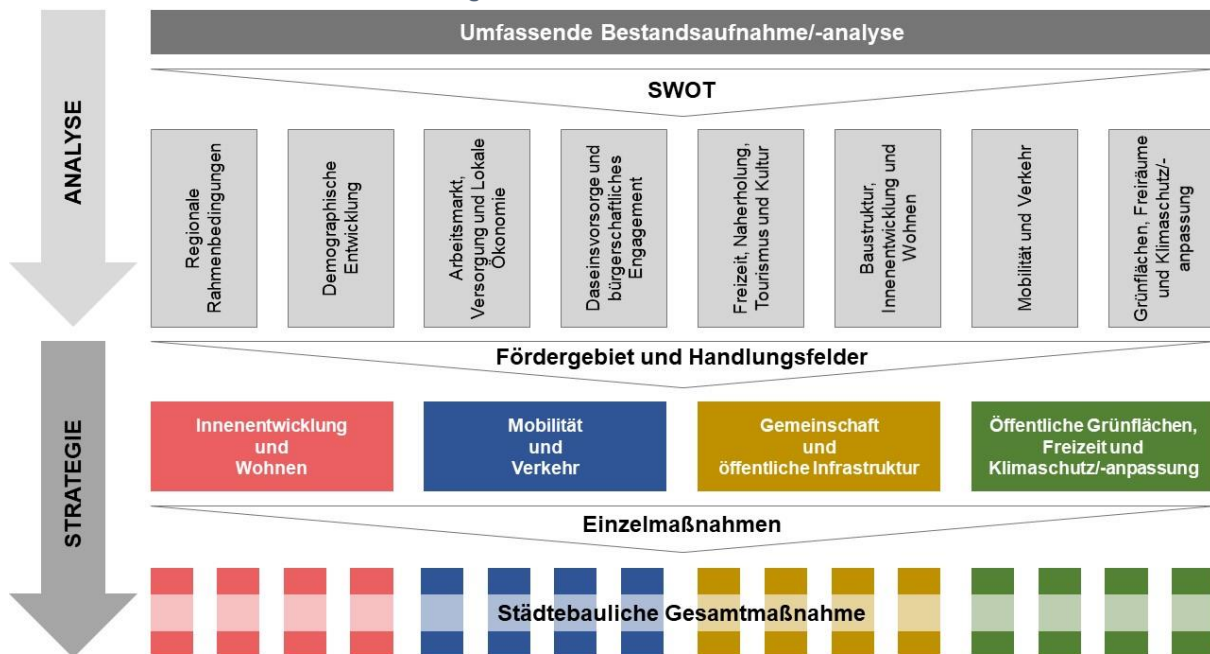 Umfassende Bestandsaufnahme/-analyse
SWOT
ANALYSE
Regionale
Rahmenbedingungen
Demographische
Entwicklung
Arbeitsmarkt,
Versorgung und Lokale
Ökonomie
Daseinsvorsorge und
bürgerschaftliches
Engagement
Freizeit, Naherholung,
Tourismus und Kultur
Baustruktur,
Innenentwicklung und
Wohnen
Mobilität und Verkehr
Grünflächen, Freiräume
und Klimaschutz/-
anpassung
Fördergebiet und Handlungsfelder
STRATEGIE
Innenentwicklung
und
Wohnen
Mobilität
und
Verkehr
Gemeinschaft
und
öffentliche Infrastruktur
Öffentliche Grünflächen,
Freizeit und
Klimaschutz/-anpassung
Einzelmaßnahmen
Städtebauliche Gesamtmaßnahme